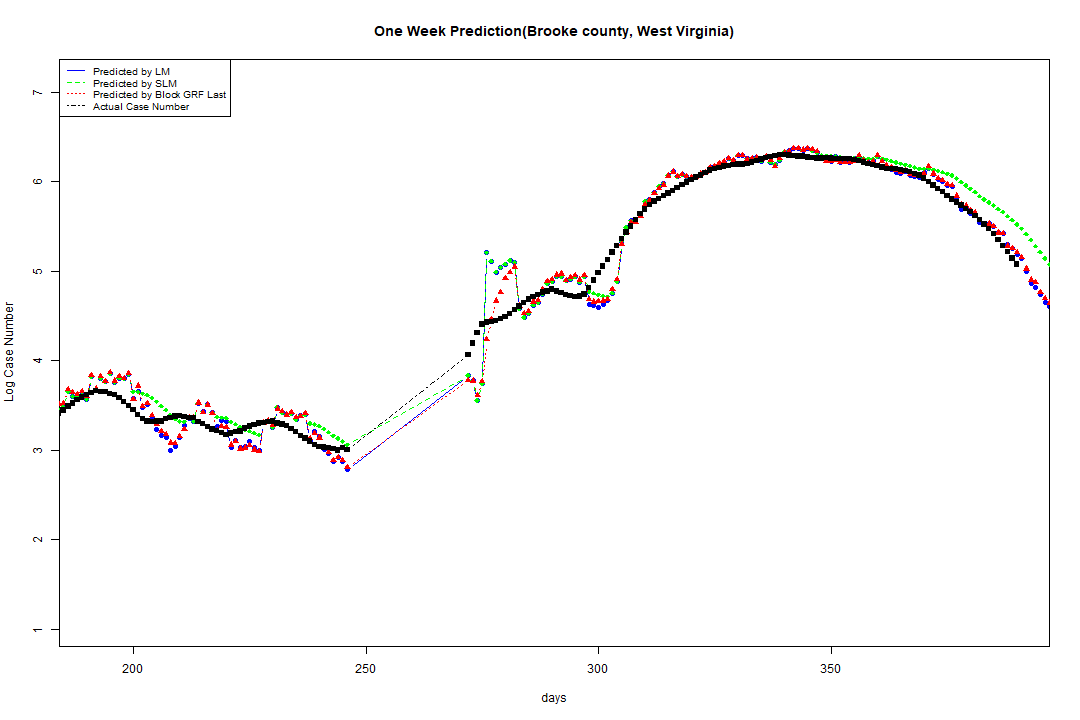 One Week Prediction(Brooke county, West Virginia)
Predicted by LM
Predicted by SLM
Predicted by Block GRF Last
Actual Case Number
7
6
5
4
3
2
1
Log Case Number
200
250
300
350
days